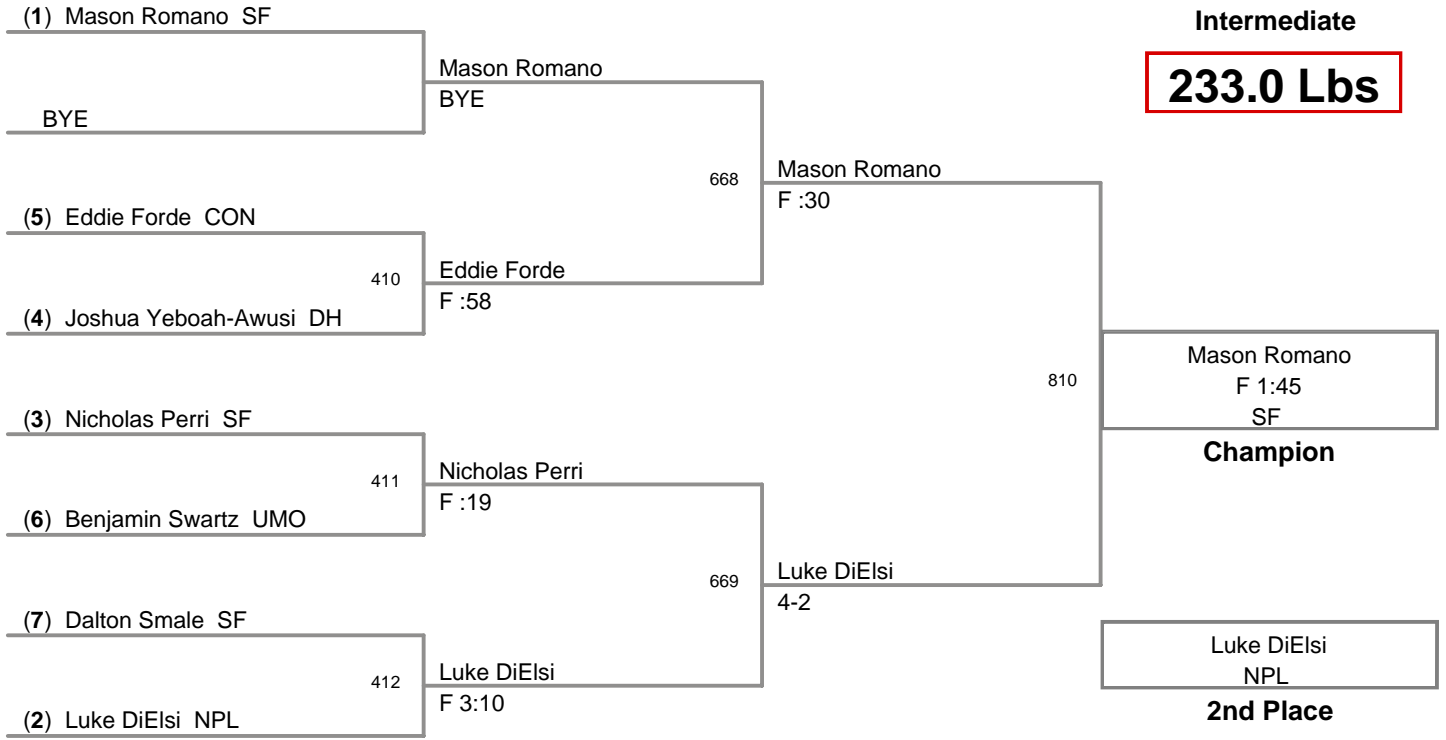 (1) Mason Romano SF
BYE
(5) Eddie Forde CON
(4) Joshua Yeboah-Awusi DH
(3) Nicholas Perri SF
(6) Benjamin Swartz UMO
(7) Dalton Smale SF
(2) Luke DiElsi NPL
Mason Romano
BYE
410
Eddie Forde
F :58
411
Nicholas Perri
F :19
412
Luke DiElsi
F 3:10
668
Mason Romano
F :30
669
Luke DiElsi
4-2
Intermediate
233.0 Lbs
810
Mason Romano
F 1:45
SF
Champion
Luke DiElsi
NPL
2nd Place